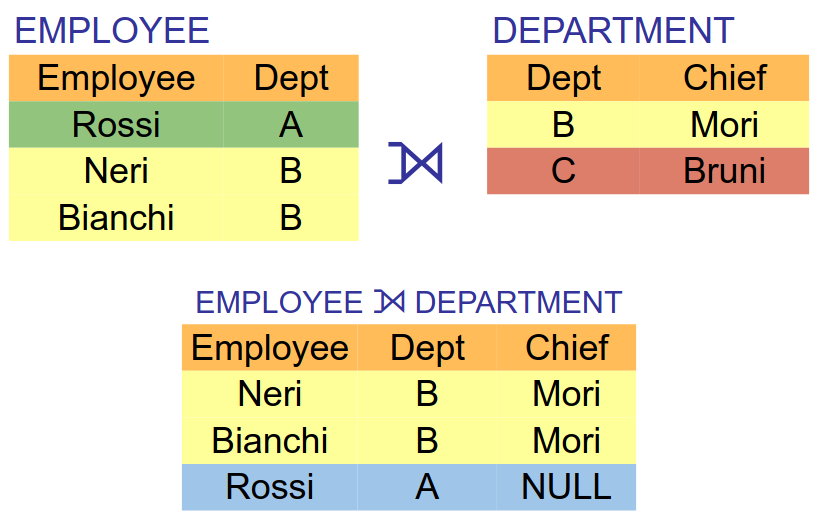 EMPLOYEE
Employee Dept
Rossi A
Neri B
Bianchi B
DEPARTMENT
Dept Chief
B Mori
C Bruni
EMPLOYEE ⟕ DEPARTMENT
Employee Dept Chief
Neri B Mori
Bianchi B Mori
Rossi A NULL